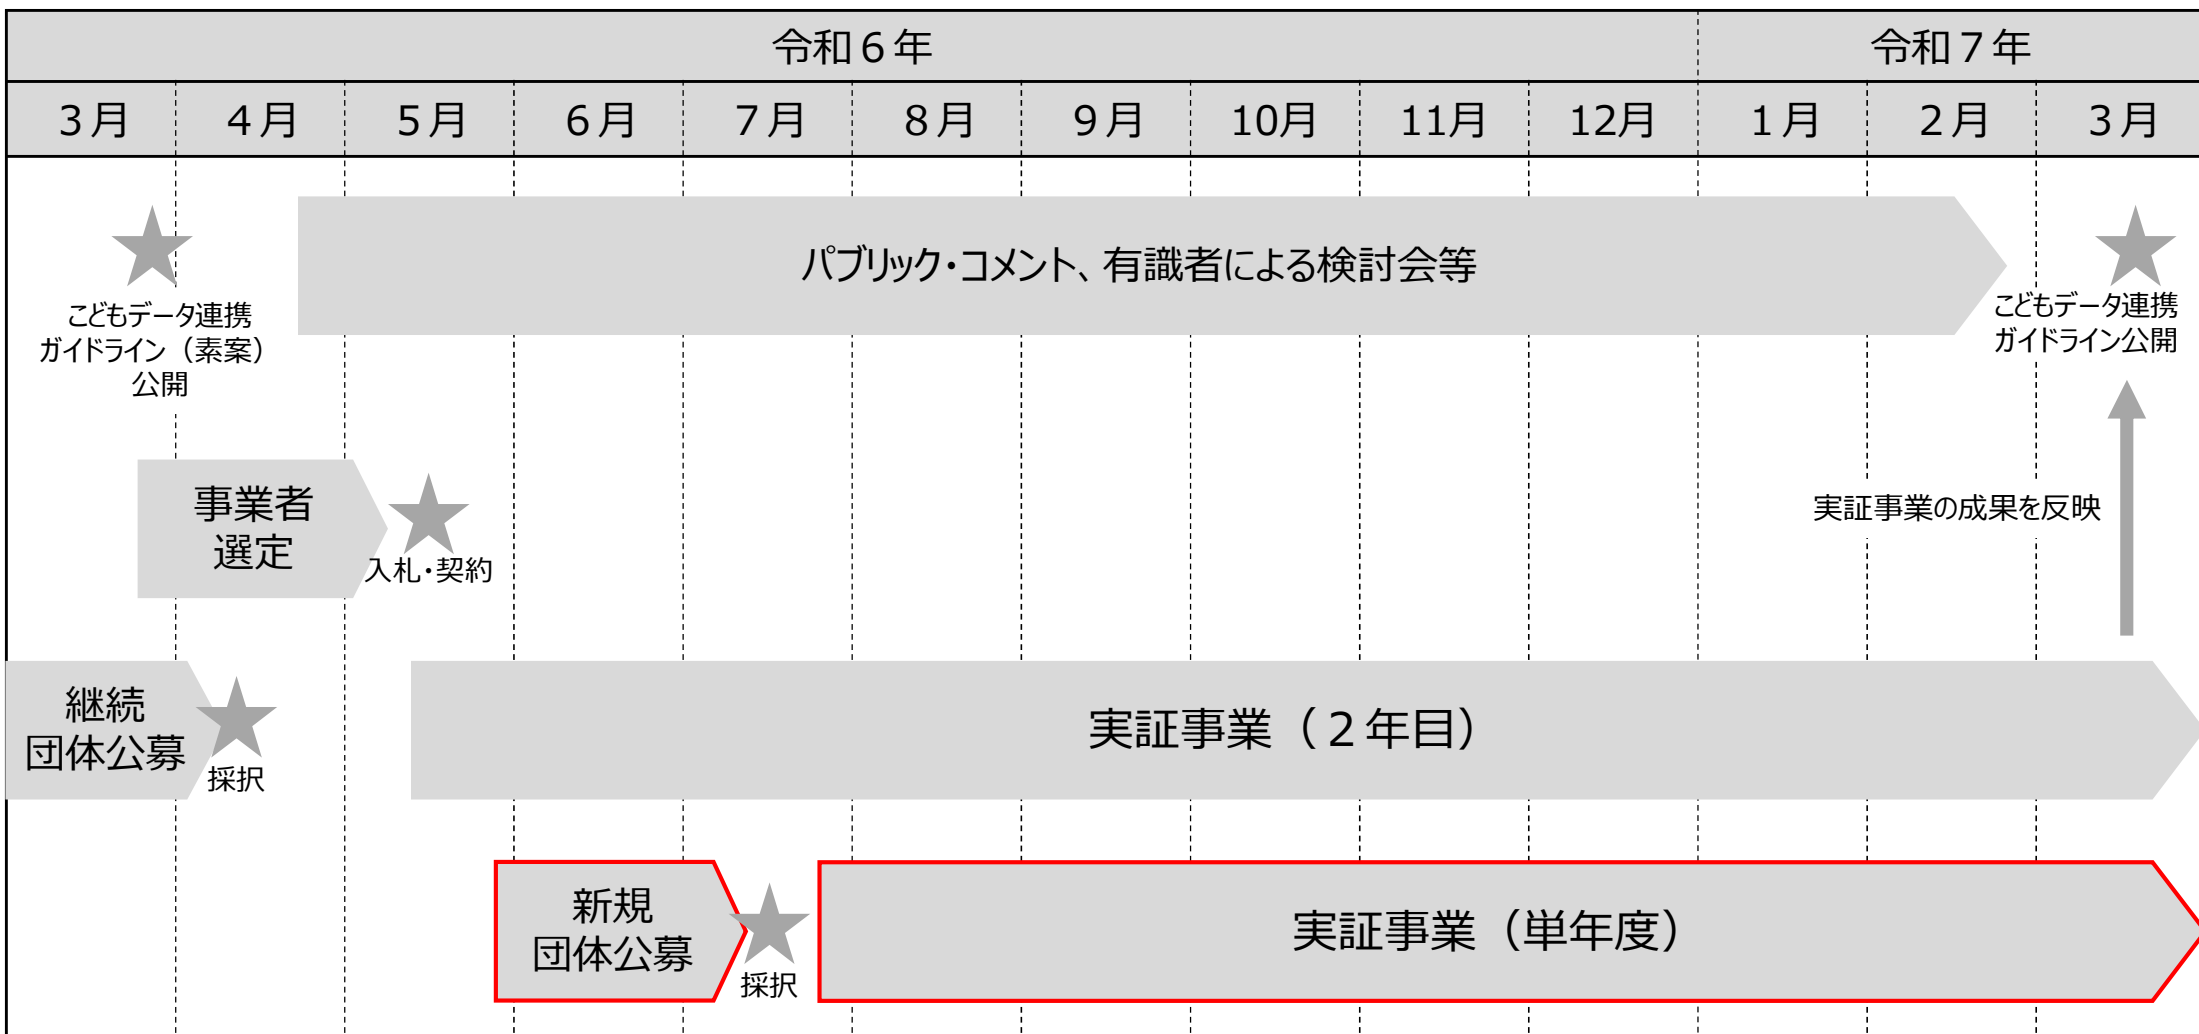 令和６年
令和７年
３月
４月
５月
６月
７月
８月
９月
10月
11月
12月
１月
２月
３月
パブリック・コメント、有識者による検討会等
こどもデータ連携
ガイドライン（素案）
公開
こどもデータ連携
ガイドライン公開
事業者
選定
入札・契約
実証事業の成果を反映
継続
団体公募
採択
実証事業（２年目）
新規
団体公募
採択
実証事業（単年度）